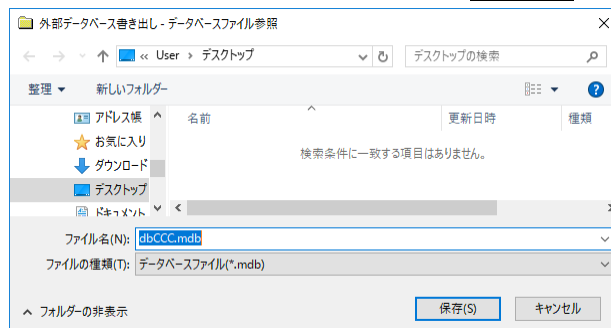 外部データベース書き出し - データベースファイル参照
« User › デスクトップ
デスクトップの検索
整理 新しいフォルダー
アドレス帳
お気に入り
ダウンロード
デスクトップ
ドキュメント
名前 更新日時 種類
検索条件に一致する項目はありません。
ファイル名(N): dbCCC.mdb
ファイルの種類(T): データベースファイル(*.mdb)
フォルダーの非表示
保存(S) キャンセル